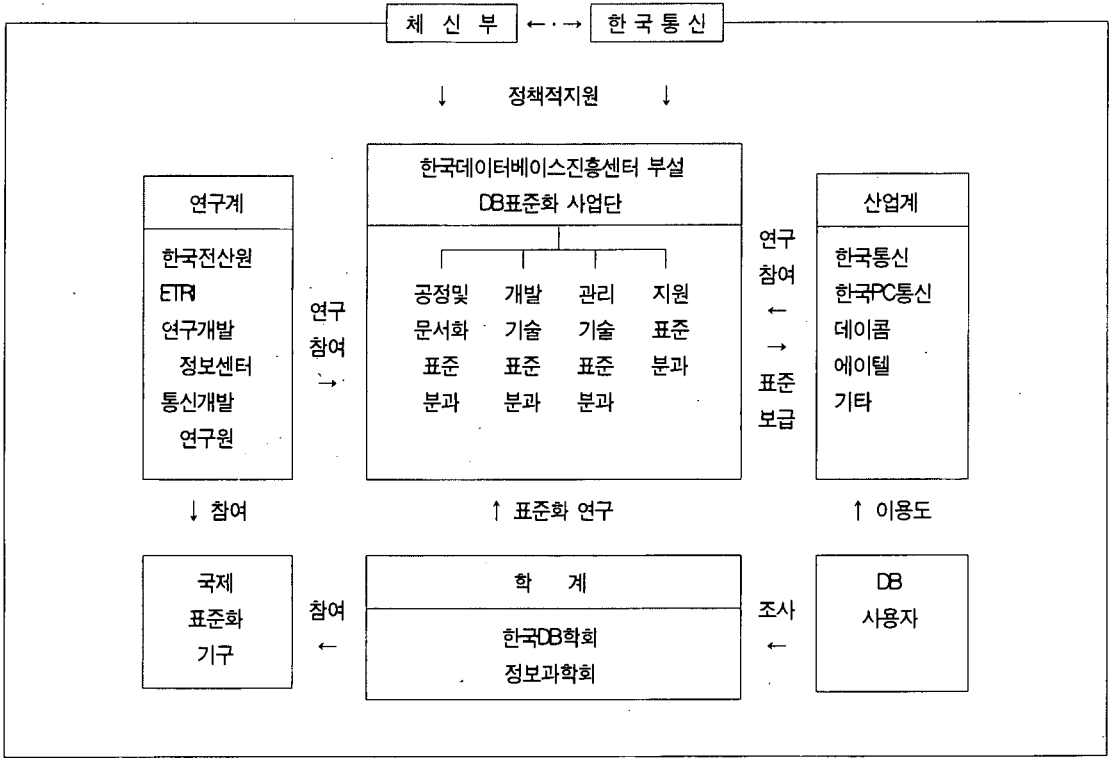 체 신 부 ←·→ 한국통신
↓ 정책적지원 ↓
한국데이터베이스진흥센터 부설
DB표준화 사업단
공정및
문서화
표준
분과
개발
기술
표준
분과
관리
기술
표준
분과
지원
표준
분과
연구계
한국전산원
ETRI
연구개발
정보센터
통신개발
연구원
연구
참여
→
산업계
한국통신
한국PC통신
데이콤
에이텔
기타
연구
참여
←
→
표준
보급
↓ 참여
↑ 표준화 연구
↑ 이용도
국제
표준화
기구
참여
←
학 계
한국DB학회
정보과학회
조사
←
DB
사용자